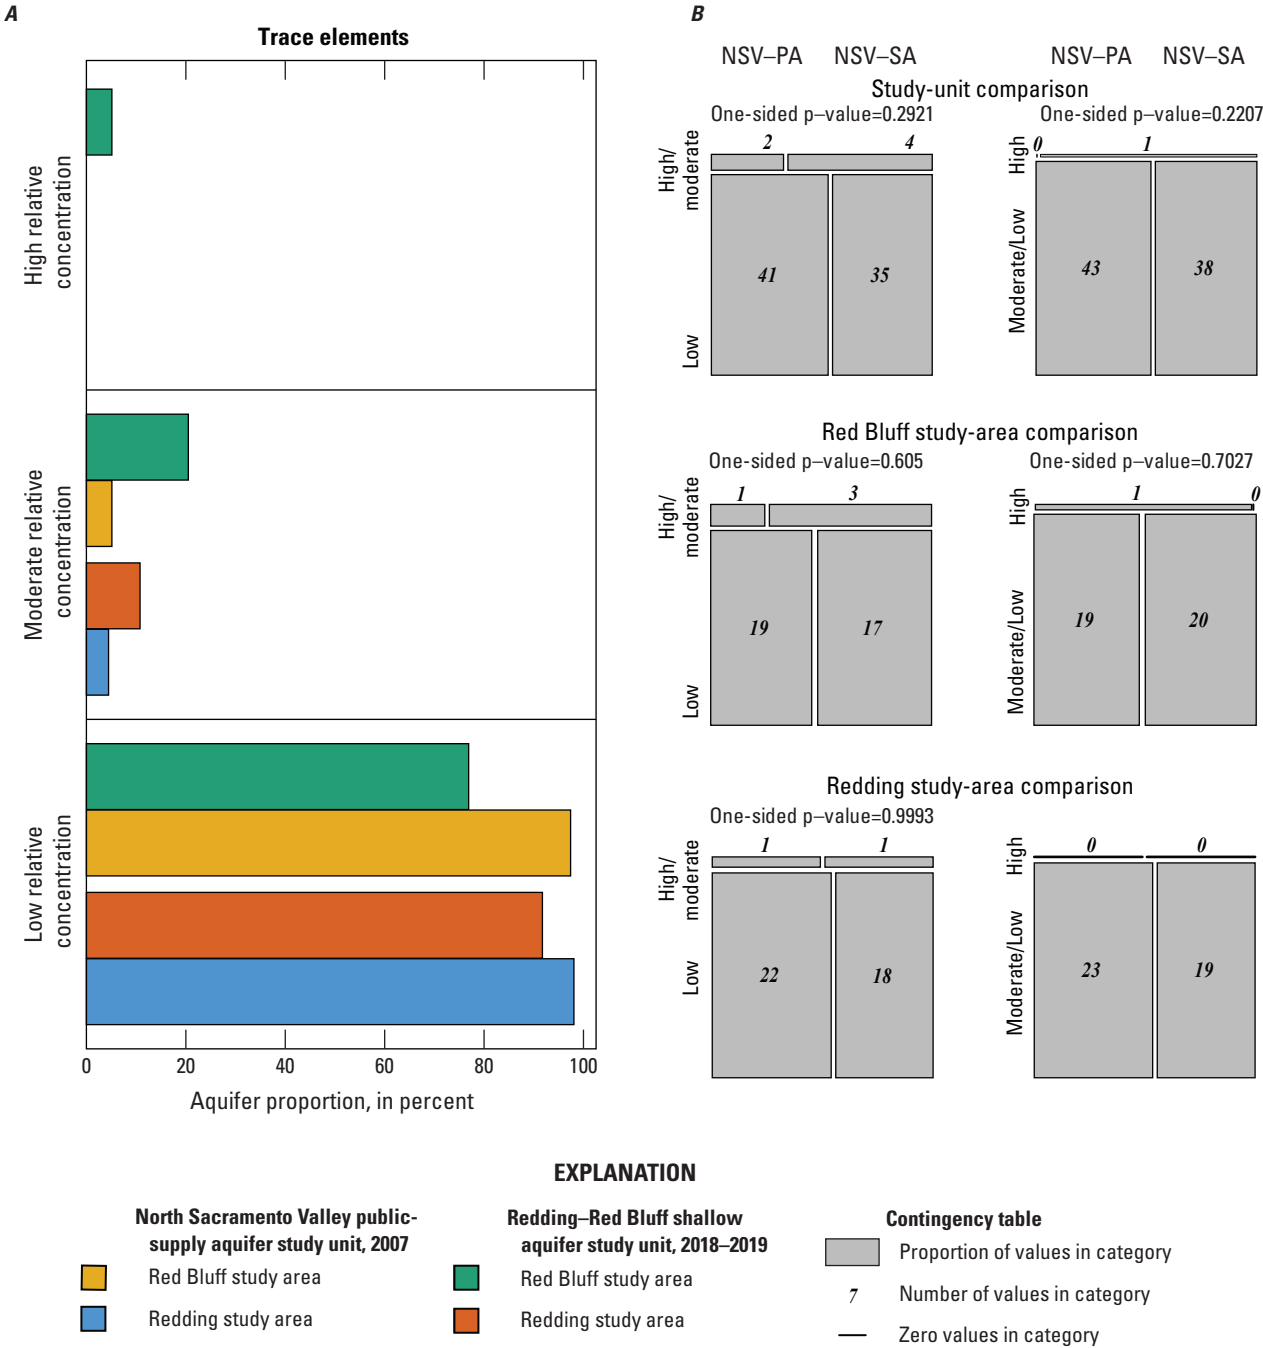 A
Trace elements
High relative
concentration
Moderate relative
concentration
Low relative
concentration
0 20 40 60 80 100
Aquifer proportion, in percent
B
NSV–PA NSV–SA NSV–PA NSV–SA
Study-unit comparison
One-sided p–value=0.2921 One-sided p–value=0.2207
High/
moderate
2 4
Low
41 35
High
0 1
Moderate/Low
43 38
Red Bluff study-area comparison
One-sided p–value=0.605 One-sided p–value=0.7027
High/
moderate
1 3
Low
19 17
High
1 0
Moderate/Low
19 20
Redding study-area comparison
One-sided p–value=0.9993
High/
moderate
1 1
Low
22 18
High
0 0
Moderate/Low
23 19
EXPLANATION
North Sacramento Valley public-
supply aquifer study unit, 2007
Red Bluff study area
Redding study area
Redding–Red Bluff shallow
aquifer study unit, 2018–2019
Red Bluff study area
Redding study area
Contingency table
Proportion of values in category
7 Number of values in category
Zero values in category